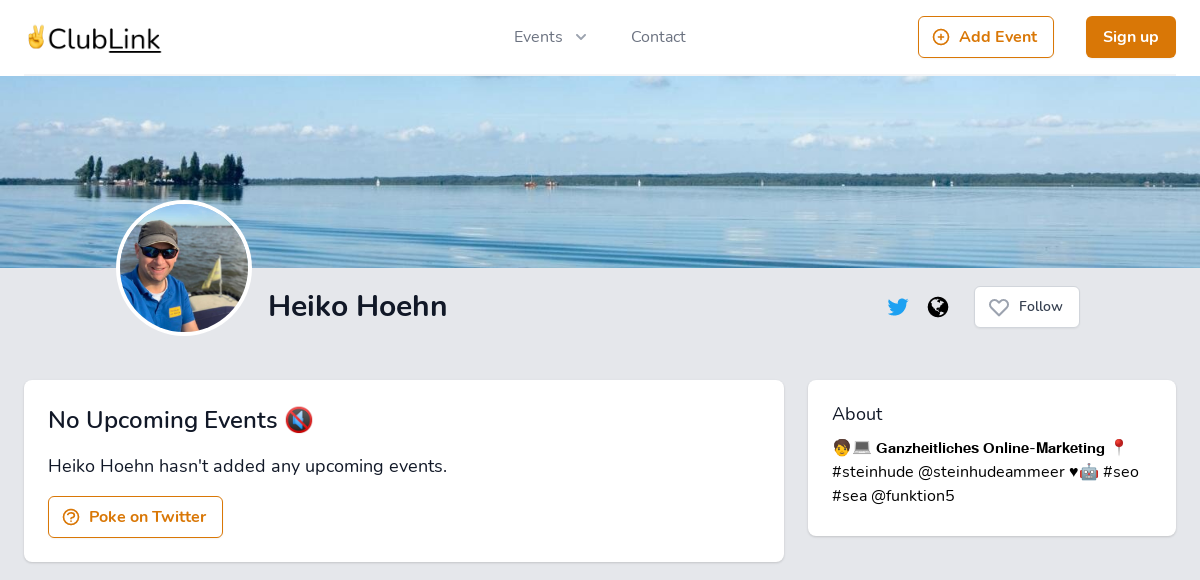 ✌️ClubLink
Events
Contact
Add Event
Sign up
Heiko Hoehn
Follow
No Upcoming Events 🔇
Heiko Hoehn hasn't added any upcoming events.
Poke on Twitter
About
🧑💻 𝗚𝗮𝗻𝘇𝗵𝗲𝗶𝘁𝗹𝗶𝗰𝗵𝗲𝘀 𝗢𝗻𝗹𝗶𝗻𝗲-𝗠𝗮𝗿𝗸𝗲𝘁𝗶𝗻𝗴 📍
#steinhude @steinhudeammeer ♥️🤖 #seo
#sea @funktion5